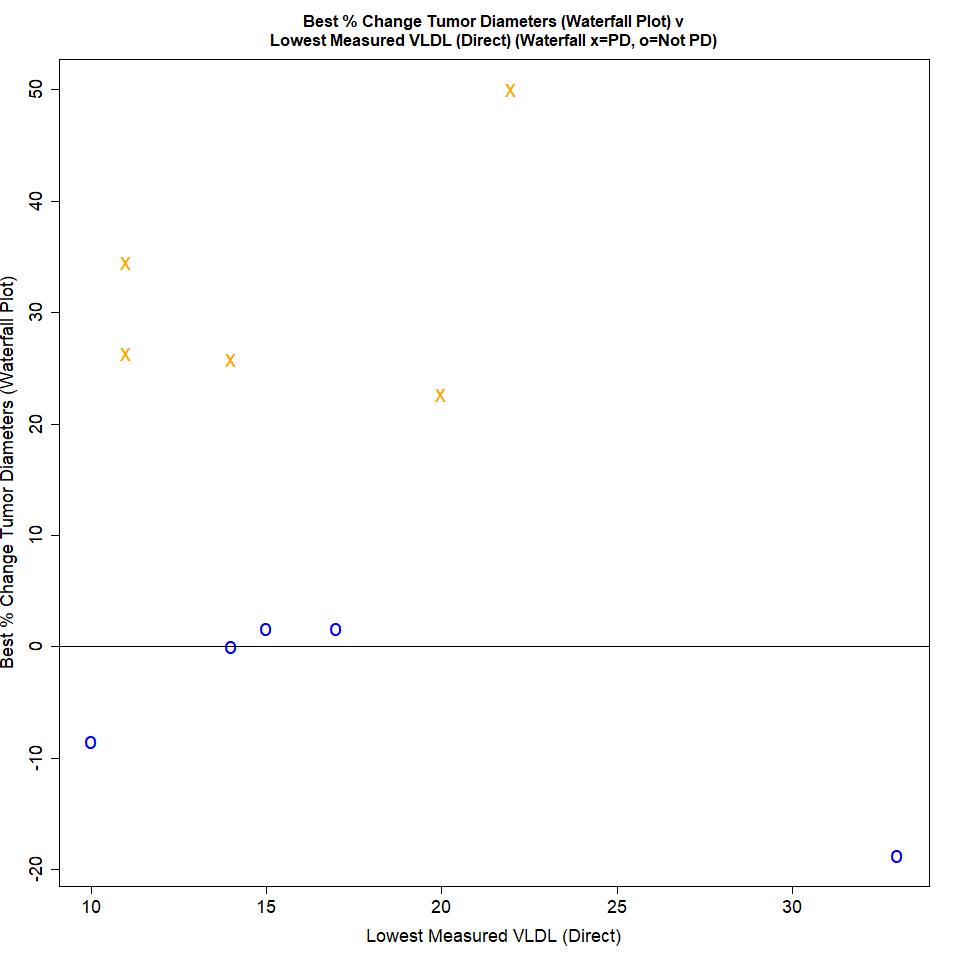 Best % Change Tumor Diameters (Waterfall Plot) v
Lowest Measured VLDL (Direct) (Waterfall x=PD, o=Not PD)
Best % Change Tumor Diameters (Waterfall Plot)
50
40
30
20
10
0
-10
-20
X
X
X
X
X
O
O
O
O
O
10
15
20
25
30
Lowest Measured VLDL (Direct)